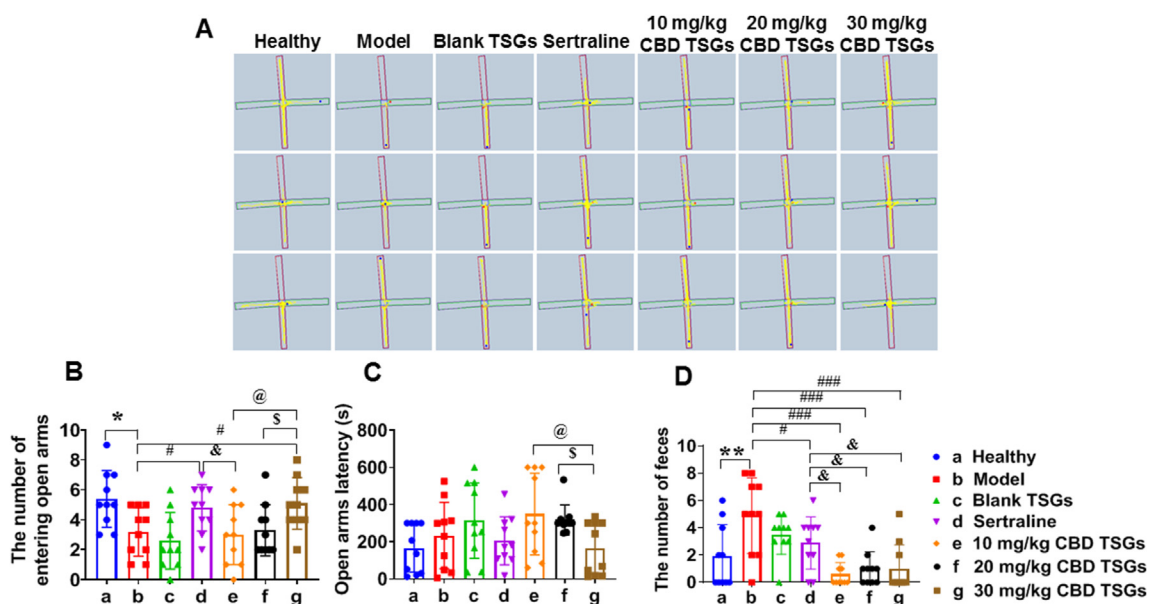 A
Healthy
Model
Blank TSGs
Sertraline
10 mg/kg
CBD TSGs
20 mg/kg
CBD TSGs
30 mg/kg
CBD TSGs
B
The number of
entering open arms
10
8
6
4
2
0
*
#
#
&
@
$
a b c d e f g
C
Open arms latency (s)
800
600
400
200
0
@
$
a b c d e f g
D
The number of feces
10
8
6
4
2
0
**
#
###
###
###
&
&
&
a b c d e f g
a Healthy
b Model
c Blank TSGs
d Sertraline
e 10 mg/kg CBD TSGs
f 20 mg/kg CBD TSGs
g 30 mg/kg CBD TSGs